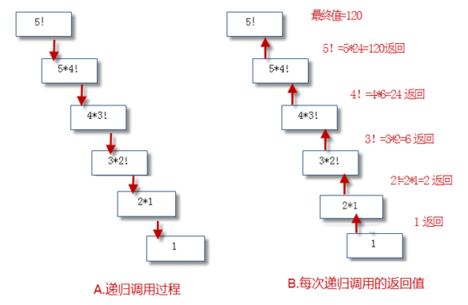 5!
5*4!
4*3!
3*2!
2*1
1
A.递归调用过程
5!
最终值=120
5! =5*24=120返回
5*4!
4! =4*6=24 返回
4*3!
3! =3*2=6 返回
3*2!
2!=2*1=2 返回
2*1
1 返回
1
B.每次递归调用的返回值